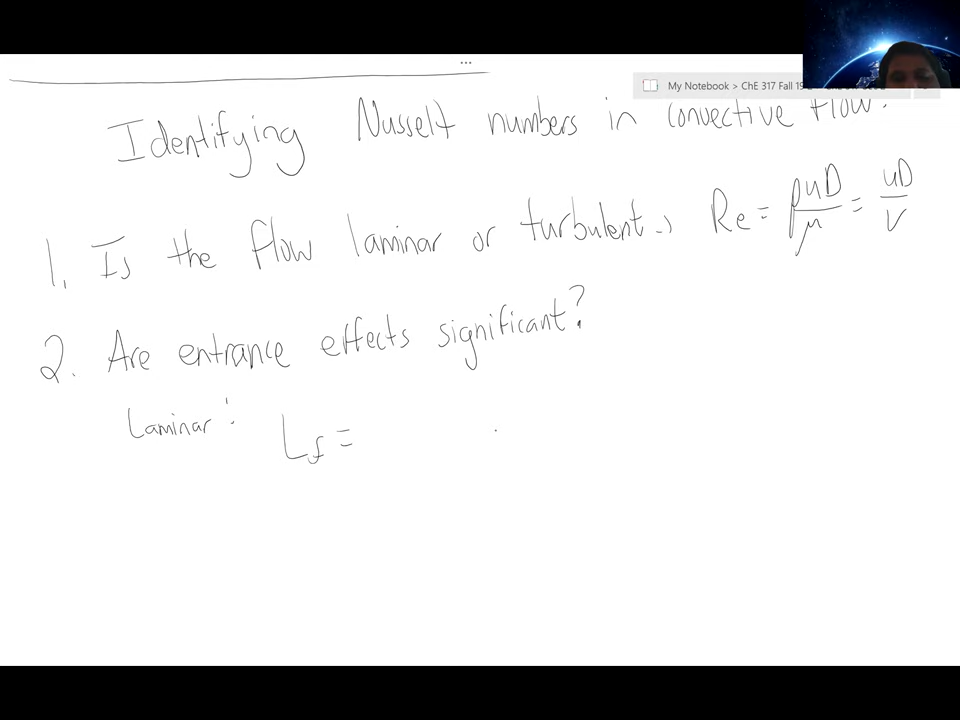 ...
My Notebook > ChE 317 Fall 19
Identifying Nusselt numbers in convective flow:
1. Is the flow laminar or turbulent → Re = ρuD/μ = uD/ν
2. Are entrance effects significant?
Laminar: L_f =